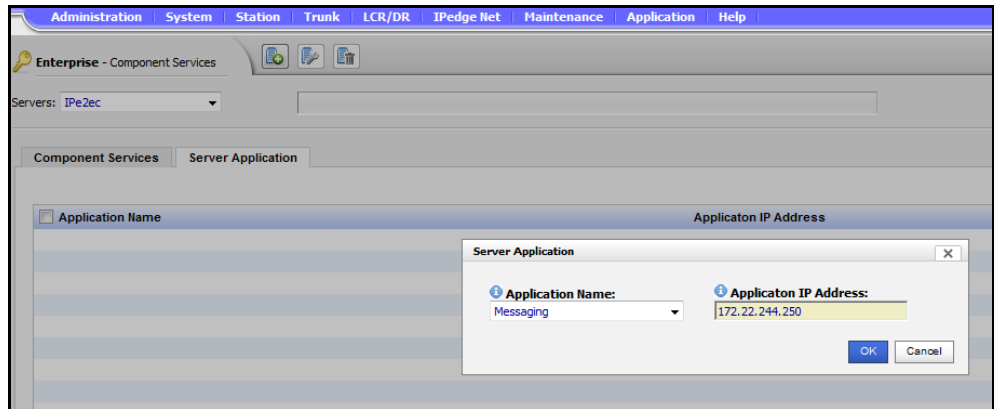 Administration System Station Trunk LCR/DR IPedge Net Maintenance Application Help
Enterprise - Component Services
Servers: IPe2ec
Component Services Server Application
Application Name Applicaton IP Address
Server Application
Application Name: Applicaton IP Address:
Messaging 172.22.244.250
OK Cancel